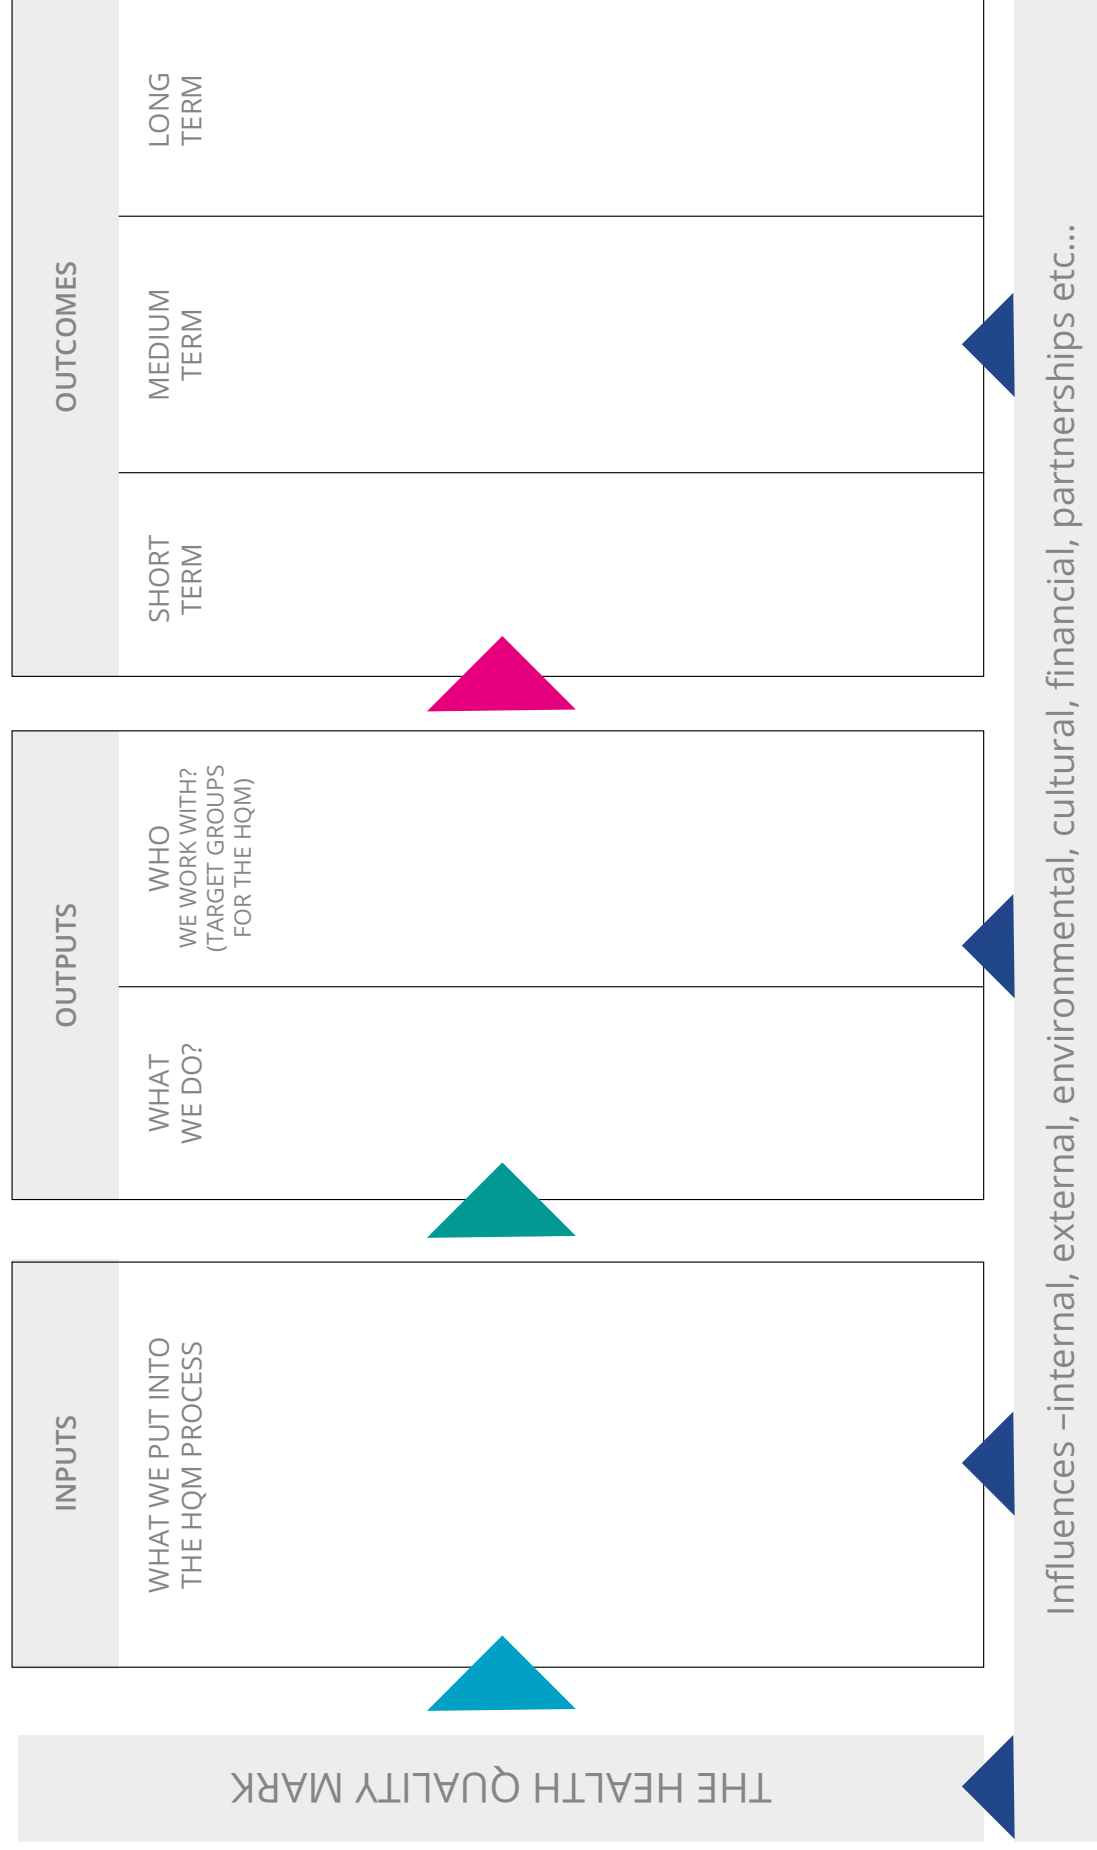 THE HEALTH QUALITY MARK
INPUTS
WHAT WE PUT INTO
THE HQM PROCESS
OUTPUTS
WHAT
WE DO?
WHO
WE WORK WITH?
(TARGET GROUPS
FOR THE HQM)
OUTCOMES
SHORT
TERM
MEDIUM
TERM
LONG
TERM
Influences –internal, external, environmental, cultural, financial, partnerships etc...